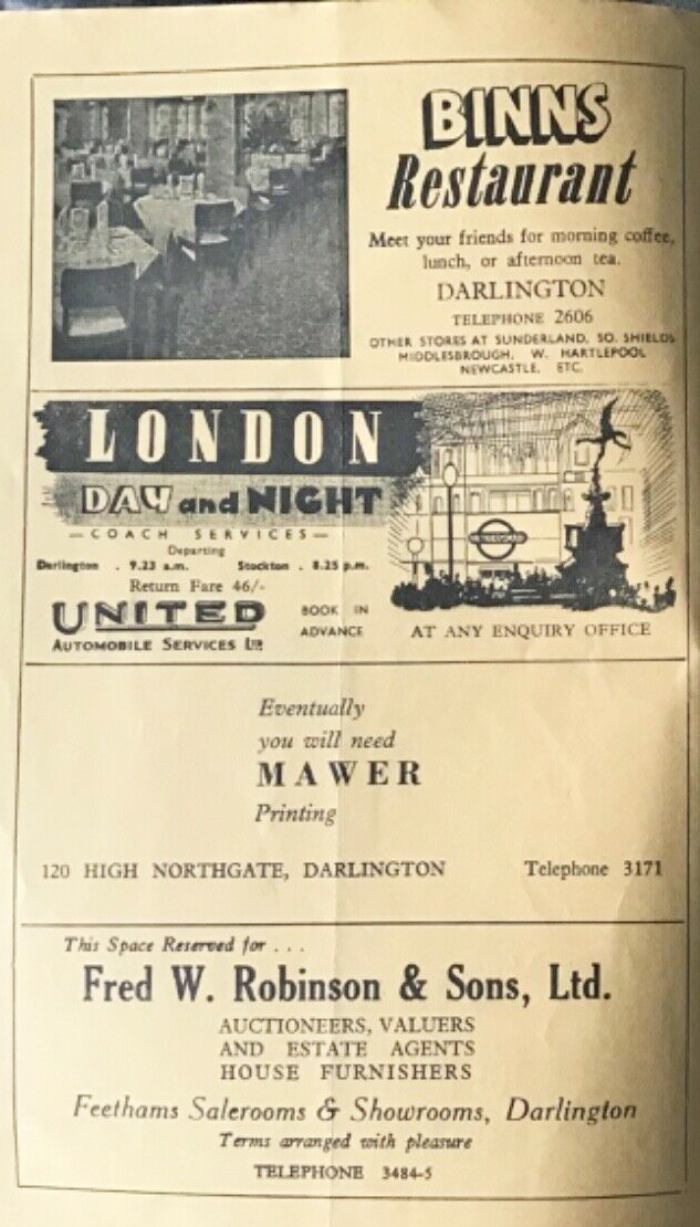 BINNS
Restaurant
Meet your friends for morning coffee,
lunch, or afternoon tea.
DARLINGTON
TELEPHONE 2606
OTHER STORES AT SUNDERLAND, SO. SHIELDS
MIDDLESBROUGH, W. HARTLEPOOL
NEWCASTLE, ETC.
LONDON
DAY and NIGHT
— COACH SERVICES —
Departing
Darlington . 9.23 a.m. Stockton . 8.25 p.m.
Return Fare 46/-
UNITED
AUTOMOBILE SERVICES LTD
BOOK IN
ADVANCE
AT ANY ENQUIRY OFFICE
Eventually
you will need
MAWER
Printing
120 HIGH NORTHGATE, DARLINGTON Telephone 3171
This Space Reserved for . . .
Fred W. Robinson & Sons, Ltd.
AUCTIONEERS, VALUERS
AND ESTATE AGENTS
HOUSE FURNISHERS
Feethams Salerooms & Showrooms, Darlington
Terms arranged with pleasure
TELEPHONE 3484-5